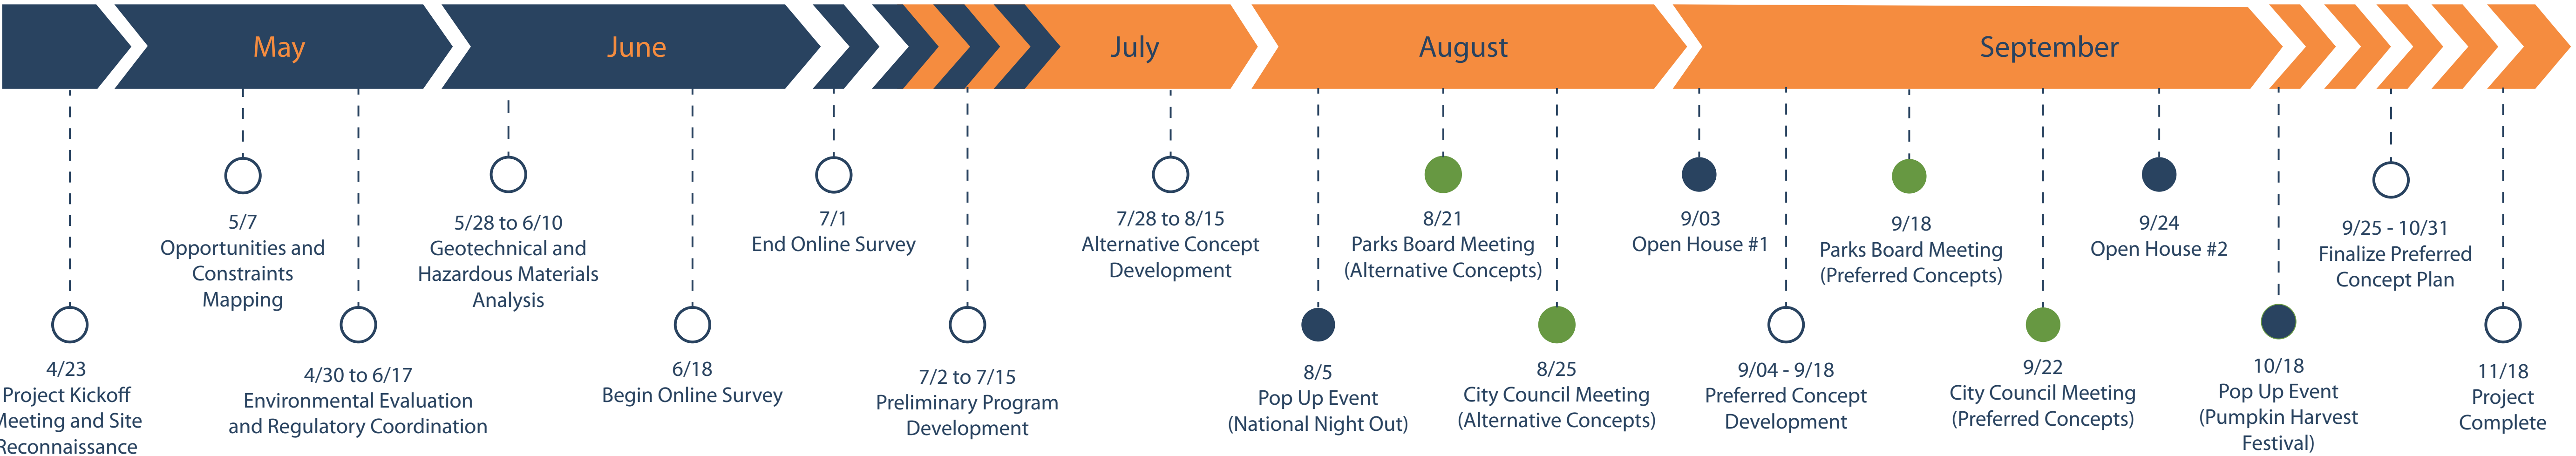 May
June
July
August
September
4/23
Project Kickoff
Meeting and Site
Reconnaissance
5/7
Opportunities and
Constraints
Mapping
4/30 to 6/17
Environmental Evaluation
and Regulatory Coordination
5/28 to 6/10
Geotechnical and
Hazardous Materials
Analysis
6/18
Begin Online Survey
7/1
End Online Survey
7/2 to 7/15
Preliminary Program
Development
7/28 to 8/15
Alternative Concept
Development
8/5
Pop Up Event
(National Night Out)
8/21
Parks Board Meeting
(Alternative Concepts)
8/25
City Council Meeting
(Alternative Concepts)
9/03
Open House #1
9/04 - 9/18
Preferred Concept
Development
9/18
Parks Board Meeting
(Preferred Concepts)
9/22
City Council Meeting
(Preferred Concepts)
9/24
Open House #2
10/18
Pop Up Event
(Pumpkin Harvest
Festival)
9/25 - 10/31
Finalize Preferred
Concept Plan
11/18
Project
Complete